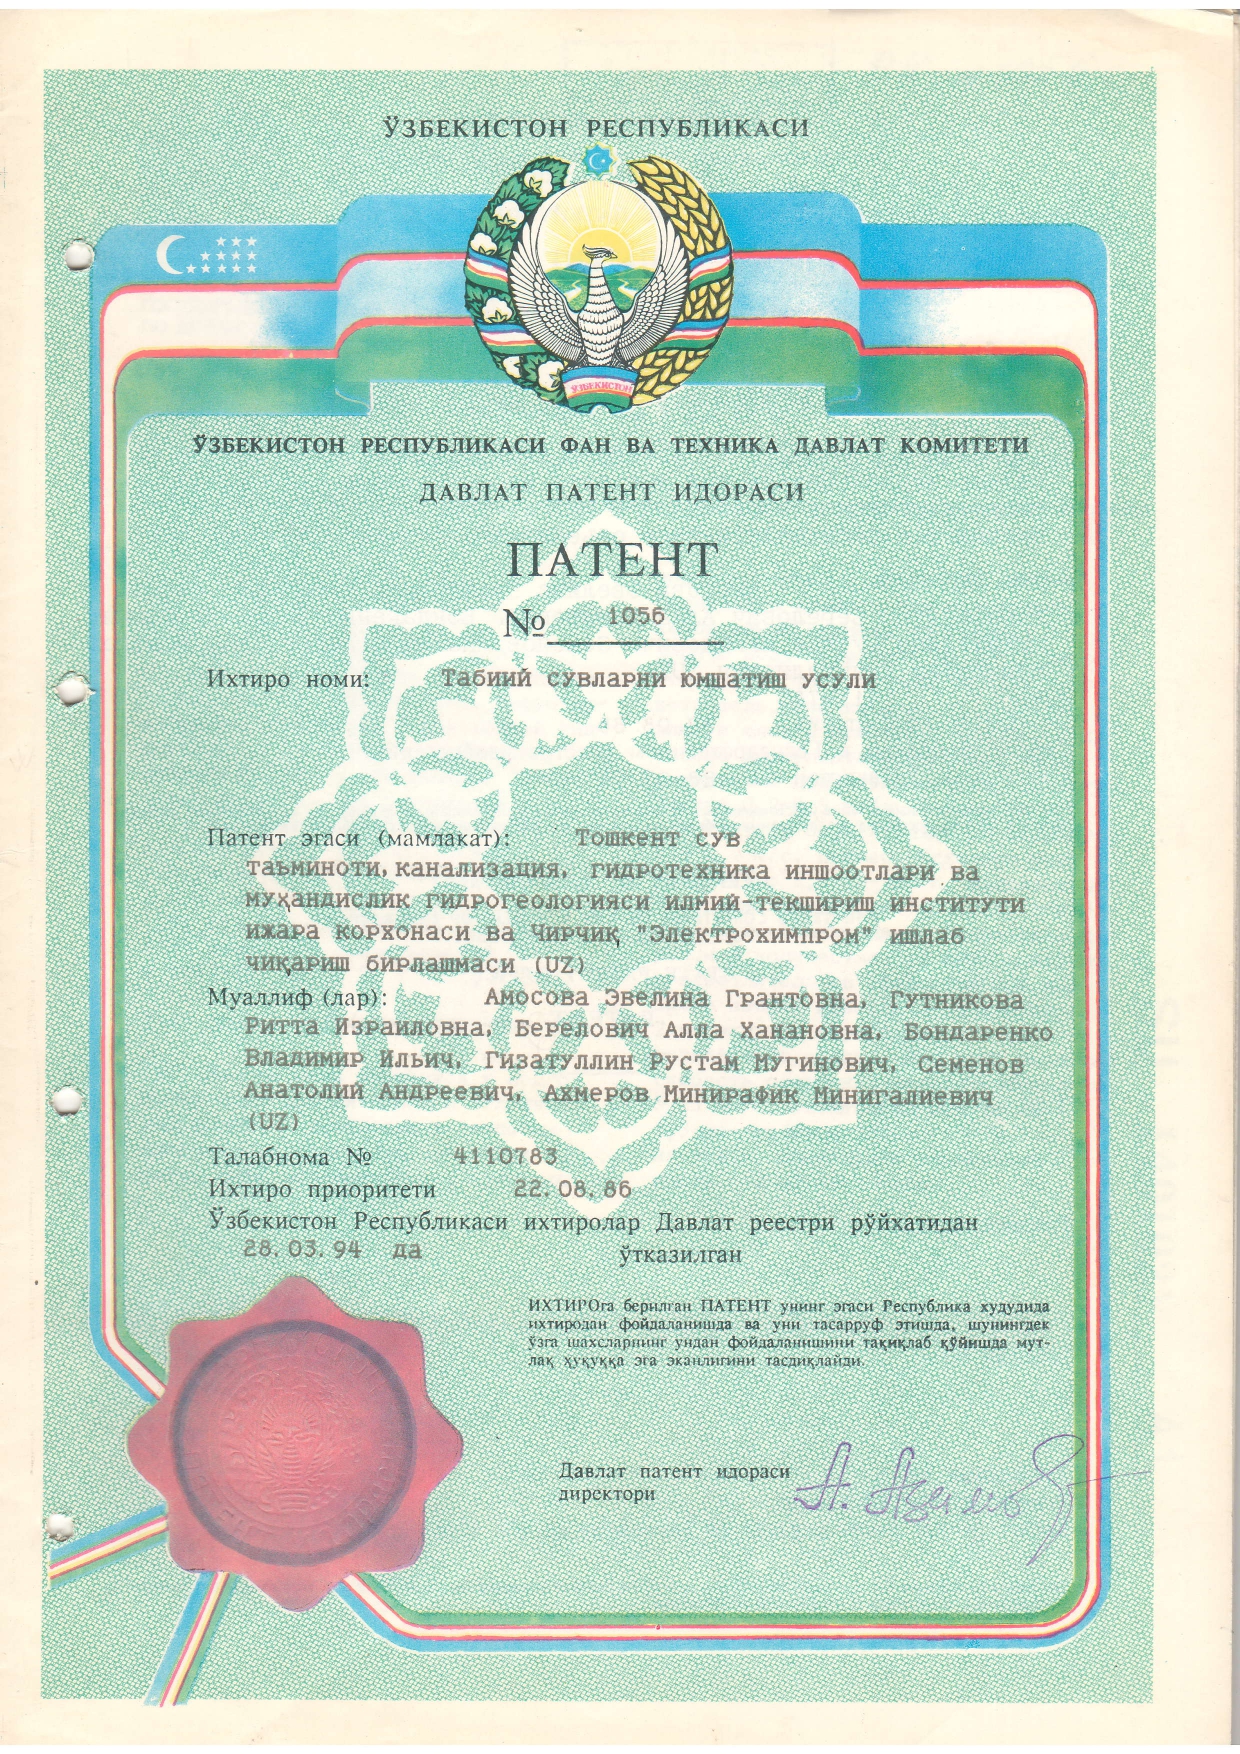 ЎЗБЕКИСТОН РЕСПУБЛИКАСИ
ЎЗБЕКИСТОН
ЎЗБЕКИСТОН РЕСПУБЛИКАСИ ФАН ВА ТЕХНИКА ДАВЛАТ КОМИТЕТИ
ДАВЛАТ ПАТЕНТ ИДОРАСИ
ПАТЕНТ
№ 1056
Ихтиро номи: Табиий сувларни юмшатиш усули
Патент эгаси (мамлакат): Тошкент сув
таъминоти, канализация, гидротехника иншоотлари ва
муҳандислик гидрогеологияси илмий-текшириш институти
ижара корхонаси ва Чирчиқ "Электрохимпром" ишлаб
чиқариш бирлашмаси (UZ)
Муаллиф (лар): Амосова Эвелина Грантовна, Гутникова
Ритта Израиловна, Берелович Алла Ханановна, Бондаренко
Владимир Ильич, Гизатуллин Рустам Мугинович, Семенов
Анатолий Андреевич, Ахмеров Минирафик Минигалиевич
(UZ)
Талабнома № 4110783
Ихтиро приоритети 22.08.86
Ўзбекистон Республикаси ихтиролар Давлат реестри рўйхатидан
28.03.94 да ўтказилган
ИХТИРОга берилган ПАТЕНТ унинг эгаси Республика худудида
ихтиродан фойдаланишда ва уни тасарруф этишда, шунингдек
ўзга шахсларнинг ундан фойдаланишини тақиқлаб қўйишда мут-
лақ ҳуқуққа эга эканлигини тасдиқлайди.
Давлат патент идораси
директори